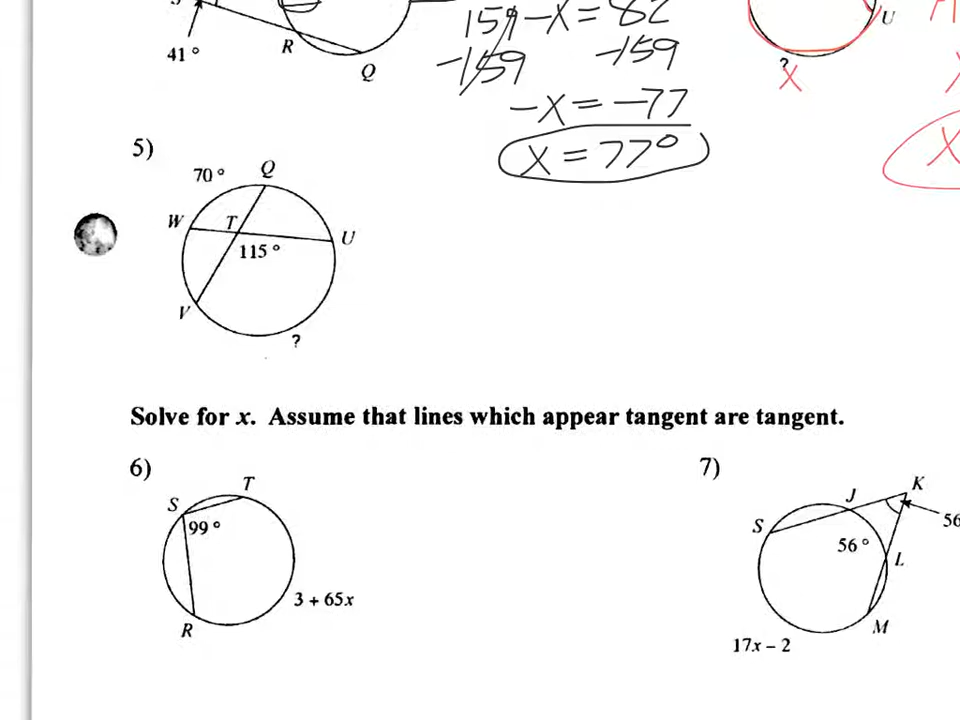 159-x=82
-159 -159
-x=-77
x=77°
41°
R
Q
U
?
x
5)
70°
Q
W
T
U
115°
V
?
Solve for x. Assume that lines which appear tangent are tangent.
6)
7)
T
S
99°
3 + 65x
R
K
J
S
56
56°
L
M
17x – 2